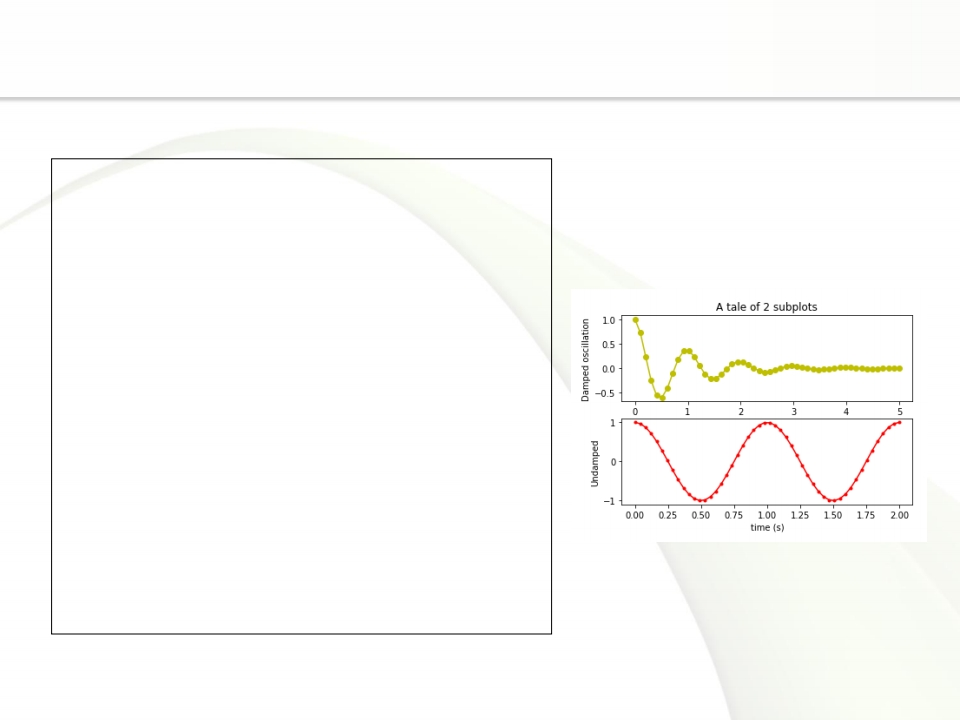 A tale of 2 subplots
Damped oscillation
1.0
0.5
0.0
−0.5
0 1 2 3 4 5
Undamped
1
0
−1
0.00 0.25 0.50 0.75 1.00 1.25 1.50 1.75 2.00
time (s)